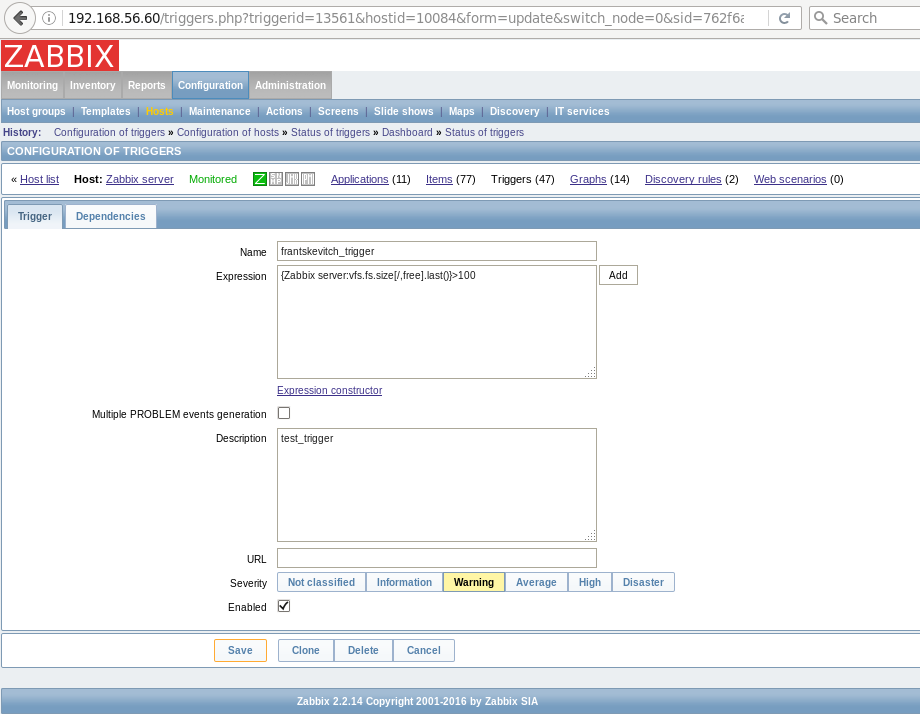 192.168.56.60/triggers.php?triggerid=13561&hostid=10084&form=update&switch_node=0&sid=762f6a
Search
ZABBIX
Monitoring Inventory Reports Configuration Administration
Host groups | Templates | Hosts | Maintenance | Actions | Screens | Slide shows | Maps | Discovery | IT services
History: Configuration of triggers » Configuration of hosts » Status of triggers » Dashboard » Status of triggers
CONFIGURATION OF TRIGGERS
« Host list Host: Zabbix server Monitored Z Applications (11) Items (77) Triggers (47) Graphs (14) Discovery rules (2) Web scenarios (0)
Trigger Dependencies
Name frantskevitch_trigger
Expression {Zabbix server:vfs.fs.size[/,free].last()}>100 Add
Expression constructor
Multiple PROBLEM events generation
Description test_trigger
URL
Severity Not classified Information Warning Average High Disaster
Enabled
Save Clone Delete Cancel
Zabbix 2.2.14 Copyright 2001-2016 by Zabbix SIA